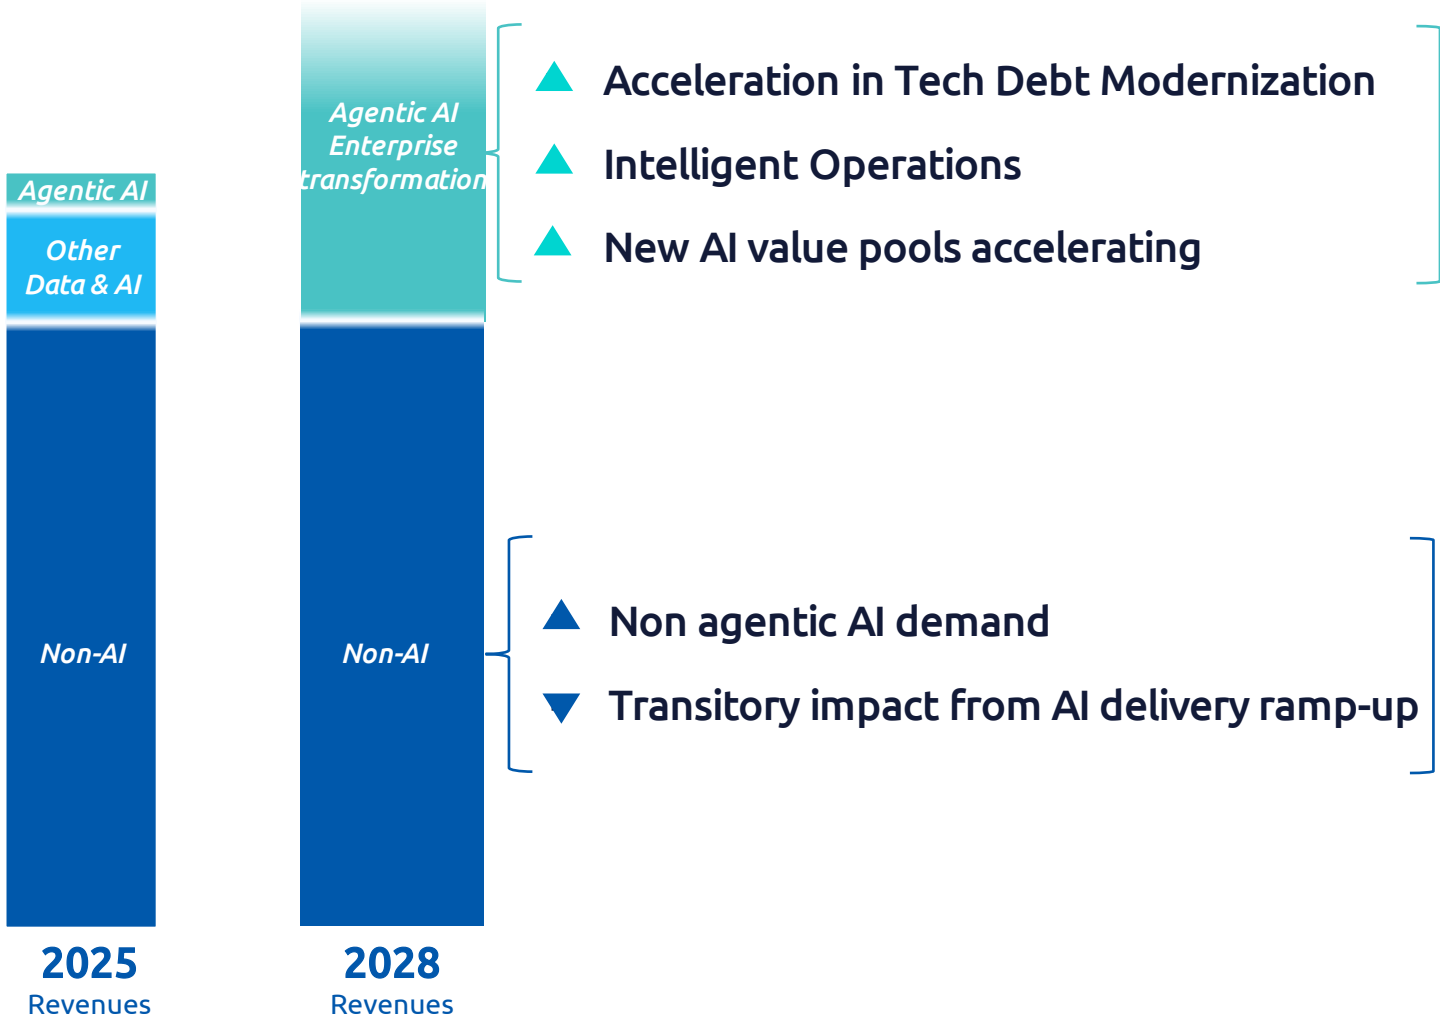 Agentic AI
Other
Data & AI
Non-AI
2025
Revenues
Agentic AI
Enterprise
transformation
Non-AI
2028
Revenues
Acceleration in Tech Debt Modernization
Intelligent Operations
New AI value pools accelerating
Non agentic AI demand
Transitory impact from AI delivery ramp-up